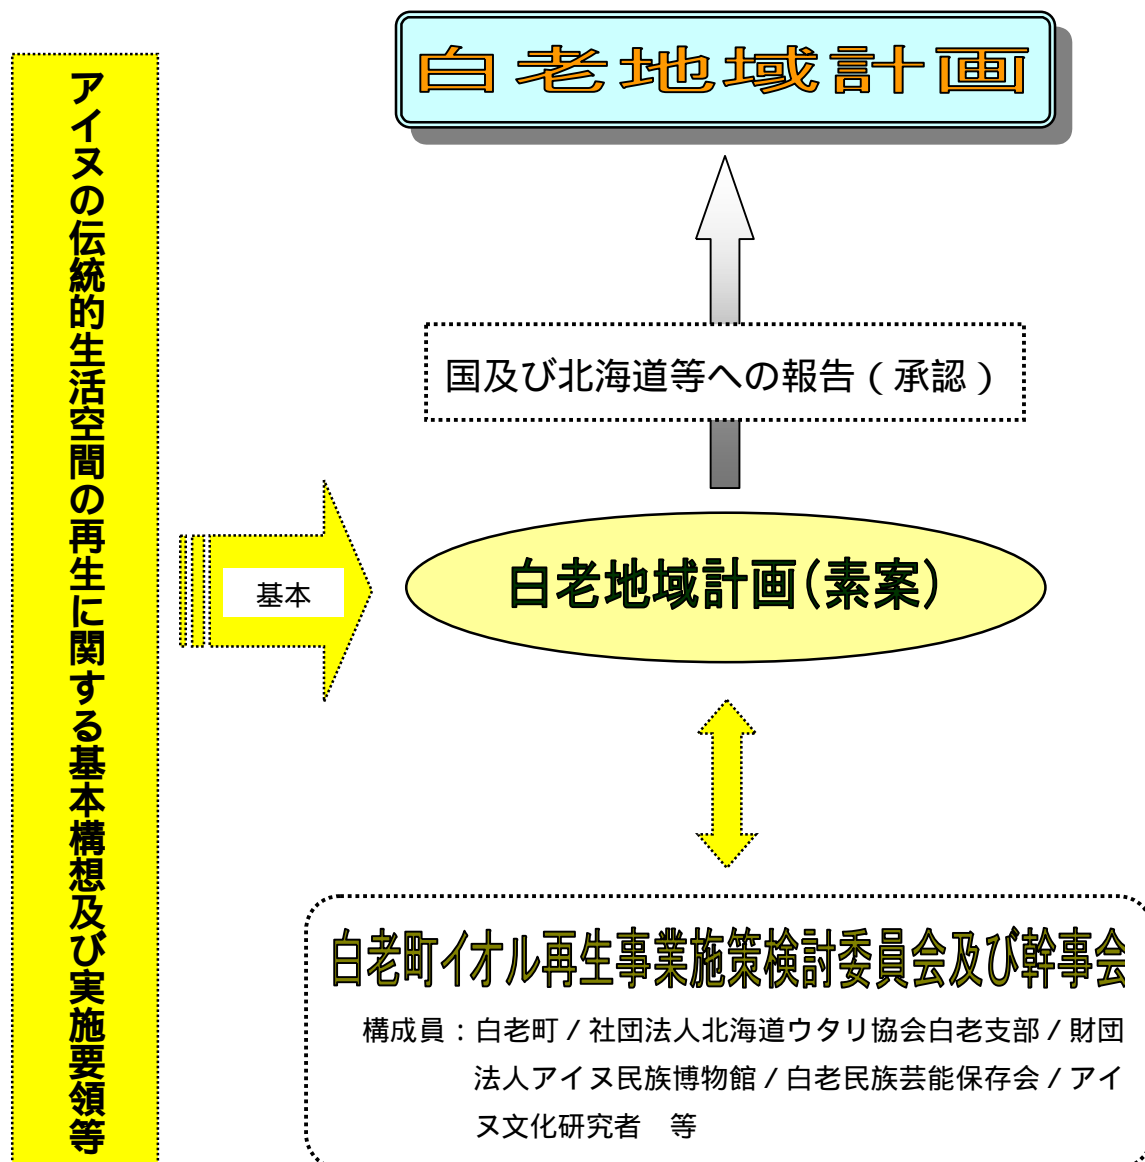 白老地域計画
アイヌの伝統的生活空間の再生に関する基本構想及び実施要領等
国及び北海道等への報告（承認）
基本
白老地域計画(素案)
白老町イオル再生事業施策検討委員会及び幹事会
構成員：白老町／社団法人北海道ウタリ協会白老支部／財団
法人アイヌ民族博物館／白老民族芸能保存会／アイ
ヌ文化研究者　等